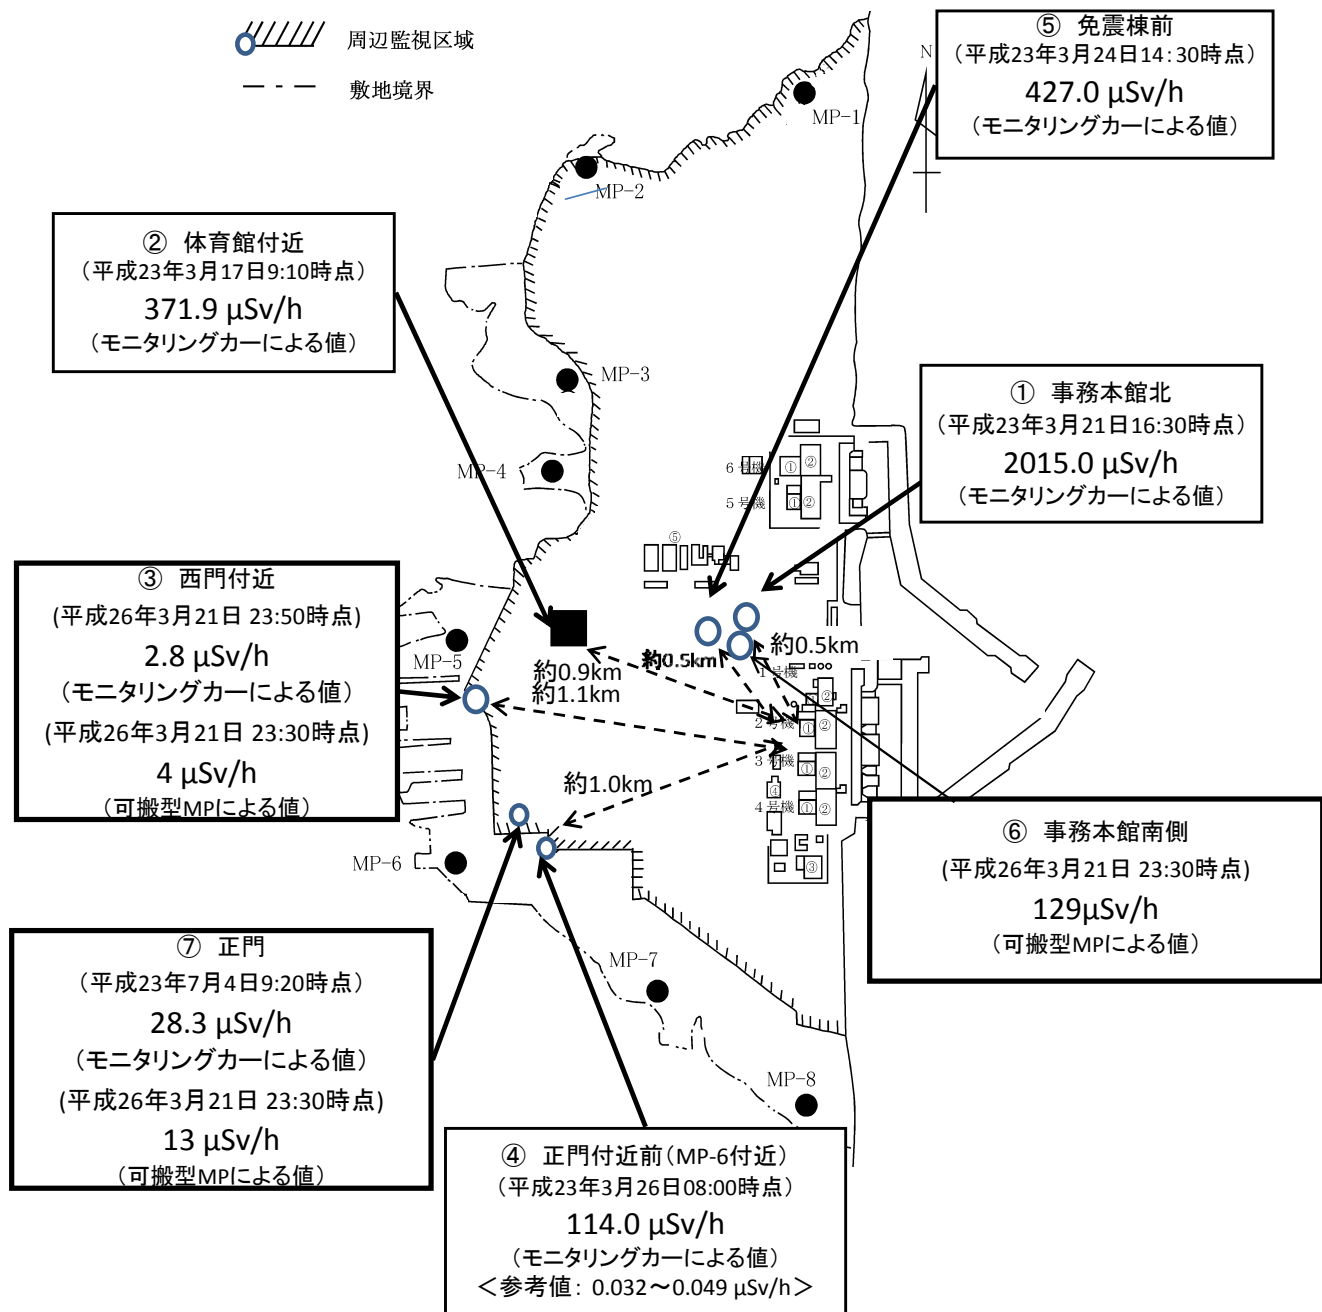 周辺監視区域
敷地境界
⑤ 免震棟前
(平成23年3月24日14:30時点)
427.0 μSv/h
(モニタリングカーによる値)
N
MP-1
MP-2
② 体育館付近
(平成23年3月17日9:10時点)
371.9 μSv/h
(モニタリングカーによる値)
MP-3
① 事務本館北
(平成23年3月21日16:30時点)
2015.0 μSv/h
(モニタリングカーによる値)
MP-4
6号機
① ②
5号機
① ②
⑤
③ 西門付近
(平成26年3月21日 23:50時点)
2.8 μSv/h
(モニタリングカーによる値)
(平成26年3月21日 23:30時点)
4 μSv/h
(可搬型MPによる値)
MP-5
約0.9km
約1.1km
約0.5km
約0.5km
1号機
②
2号機
① ②
3号機
① ②
④
4号機
① ②
③
約1.0km
MP-6
⑥ 事務本館南側
(平成26年3月21日 23:30時点)
129μSv/h
(可搬型MPによる値)
⑦ 正門
(平成23年7月4日9:20時点)
28.3 μSv/h
(モニタリングカーによる値)
(平成26年3月21日 23:30時点)
13 μSv/h
(可搬型MPによる値)
MP-7
MP-8
④ 正門付近前(MP-6付近)
(平成23年3月26日08:00時点)
114.0 μSv/h
(モニタリングカーによる値)
<参考値: 0.032~0.049 μSv/h>